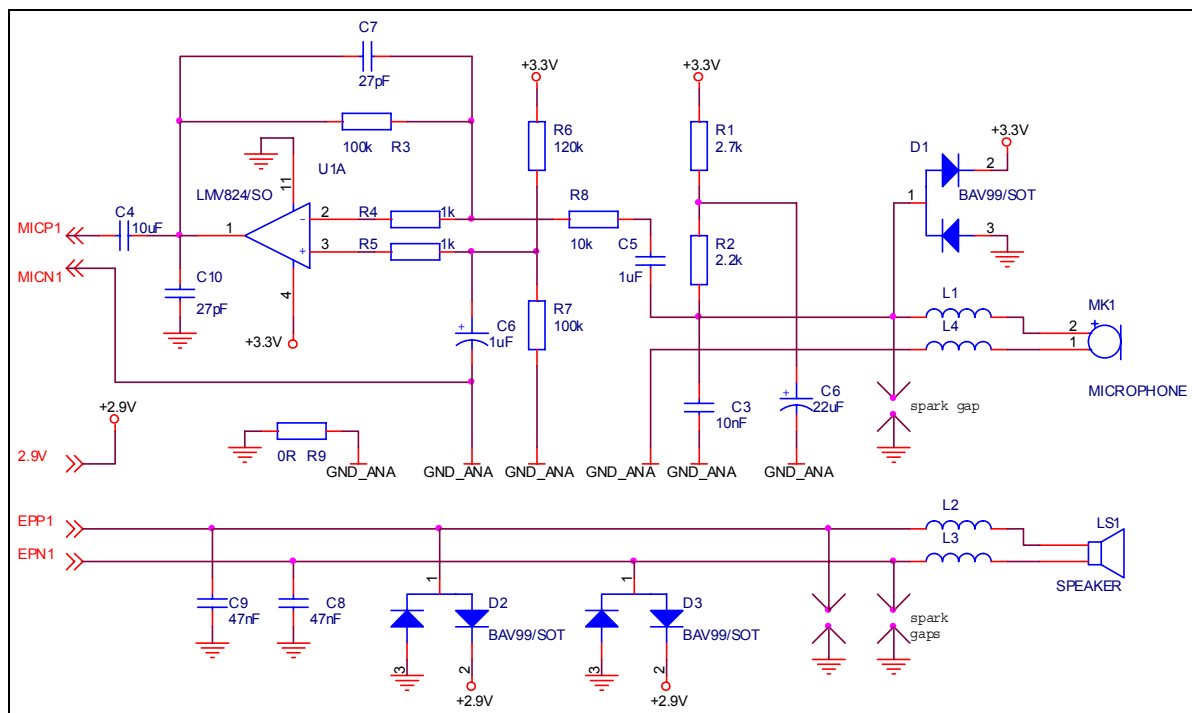 C7
27pF
100k R3
U1A
LMV824/SO
11
C4
10uF
MICP1
MICN1
1
2
3
-
+
4
R4 1k
R5 1k
C10
27pF
+3.3V
+3.3V
R6
120k
R8
10k
C5
1uF
R7
100k
C6
1uF
+3.3V
R1
2.7k
R2
2.2k
D1
+3.3V
2
BAV99/SOT
1
3
L1
L4
MK1
+
2
1
MICROPHONE
C3
10nF
+
C6
22uF
spark gap
+
+2.9V
2.9V
0R R9
GND_ANA
GND_ANA
GND_ANA
GND_ANA
GND_ANA
GND_ANA
EPP1
EPN1
L2
L3
LS1
SPEAKER
C9
47nF
C8
47nF
1
D2
BAV99/SOT
3
2
+2.9V
1
D3
BAV99/SOT
3
2
+2.9V
spark
gaps